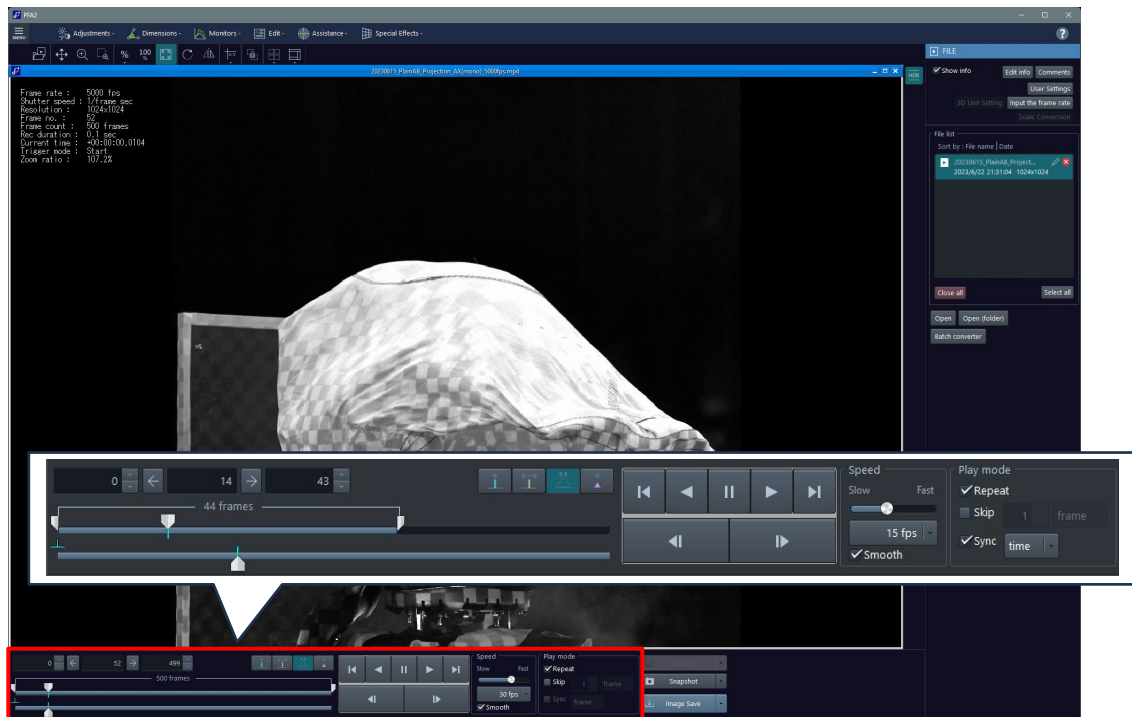 PFA2
MENU
Adjustments
Dimensions
Monitors
Edit
Assistance
Special Effects
?
%
100 %
FILE
20230615_PlainAB_Projection_AX(mono)_5000fps.mp4
HDR
Show info
Edit info
Comments
User Settings
3D Unit Setting
Input the frame rate
Scale Conversion
Frame rate : 5000 fps
Shutter speed : 1/frame sec
Resolution : 1024x1024
Frame no. : 52
Frame count : 500 frames
Rec duration : 0.1 sec
Current time : +00:00:00.0104
Trigger mode : Start
Zoom ratio : 107.2%
File list
Sort by : File name | Date
20230615_PlainAB_Project...
2023/6/22 21:31:04 1024x1024
Close all
Select all
Open
Open (folder)
Batch converter
0
14
43
44 frames
Speed
Slow
Fast
15 fps
Smooth
Play mode
Repeat
Skip
1
frame
Sync
time
0
52
499
500 frames
Speed
Slow
Fast
30 fps
Smooth
Play mode
Repeat
Skip
1
frame
Sync
frame
Snapshot
Image Save